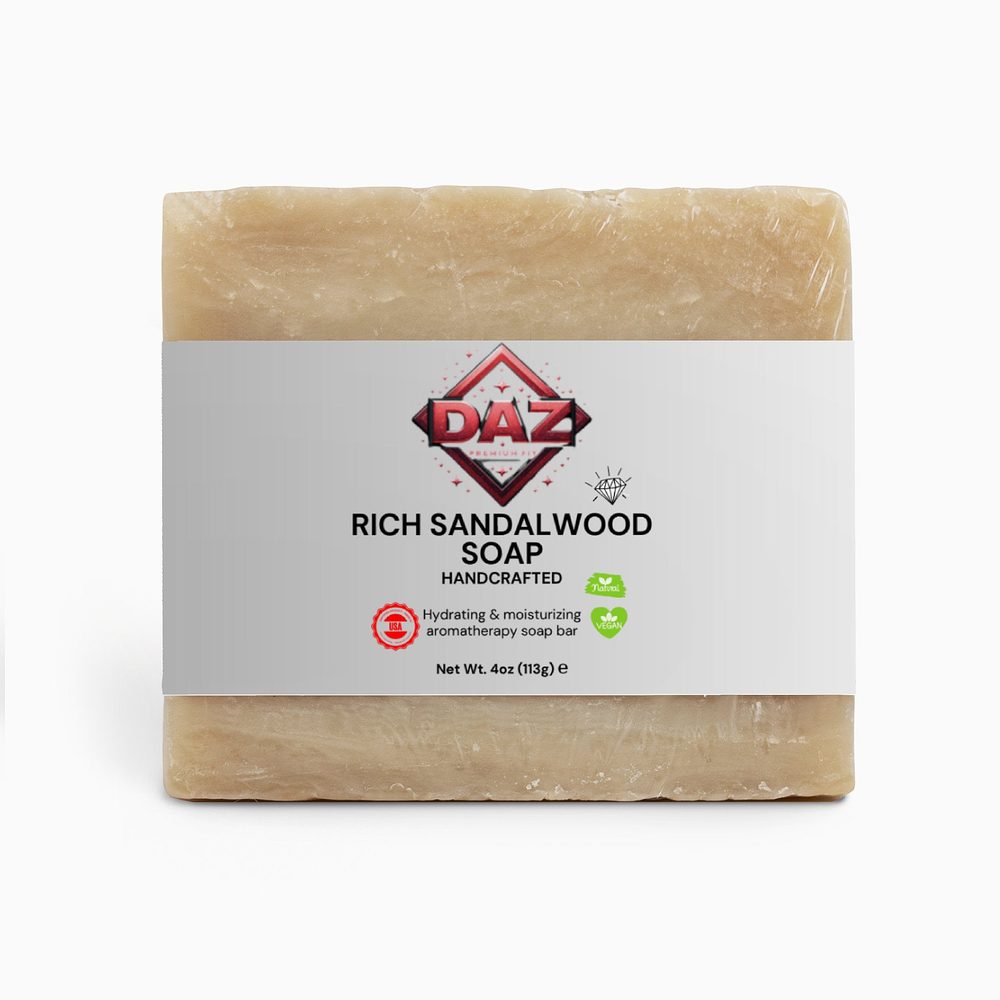 DAZ
PREMIUM FIT
RICH SANDALWOOD
SOAP
HANDCRAFTED
Natural
Hydrating & moisturizing
aromatherapy soap bar
USA
VEGAN
Net Wt. 4oz (113g) ℮